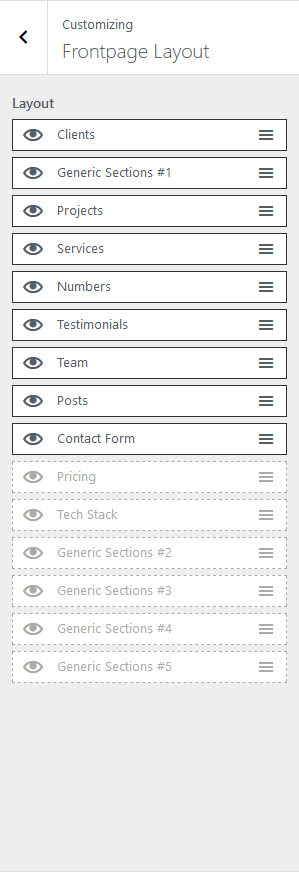 Customizing
Frontpage Layout
Layout
Clients
Generic Sections #1
Projects
Services
Numbers
Testimonials
Team
Posts
Contact Form
Pricing
Tech Stack
Generic Sections #2
Generic Sections #3
Generic Sections #4
Generic Sections #5